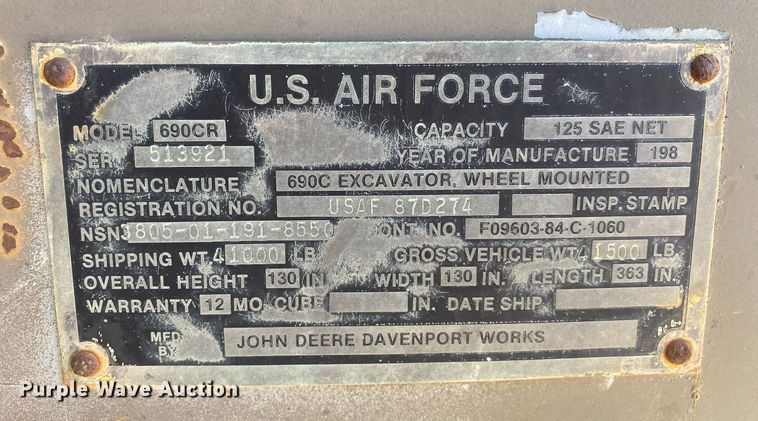 U.S. AIR FORCE
MODEL 690CR CAPACITY 125 SAE NET
SER 513921 YEAR OF MANUFACTURE 198
NOMENCLATURE 690C EXCAVATOR, WHEEL MOUNTED
REGISTRATION NO. USAF 87D274 INSP. STAMP
NSN 3805-01-191-8550 CONT. NO. F09603-84-C-1060
SHIPPING WT. 41000 LB GROSS VEHICLE WT. 41500 LB
OVERALL HEIGHT 130 IN. WIDTH 130 IN. LENGTH 363 IN.
WARRANTY 12 MO. CUBE IN. DATE SHIP.
MFD BY JOHN DEERE DAVENPORT WORKS
Purple Wave Auction